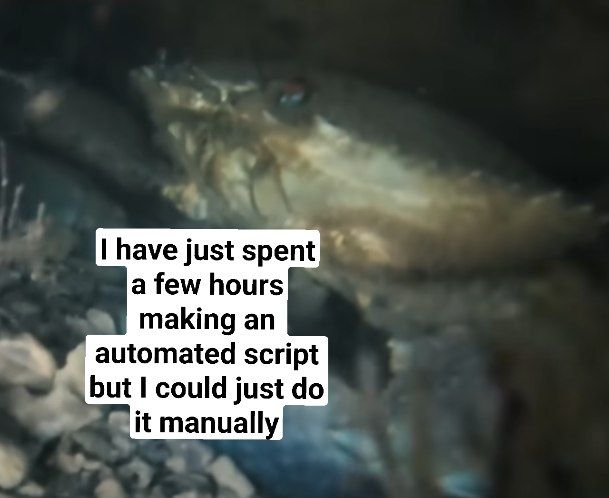 I have just spent
a few hours
making an
automated script
but I could just do
it manually